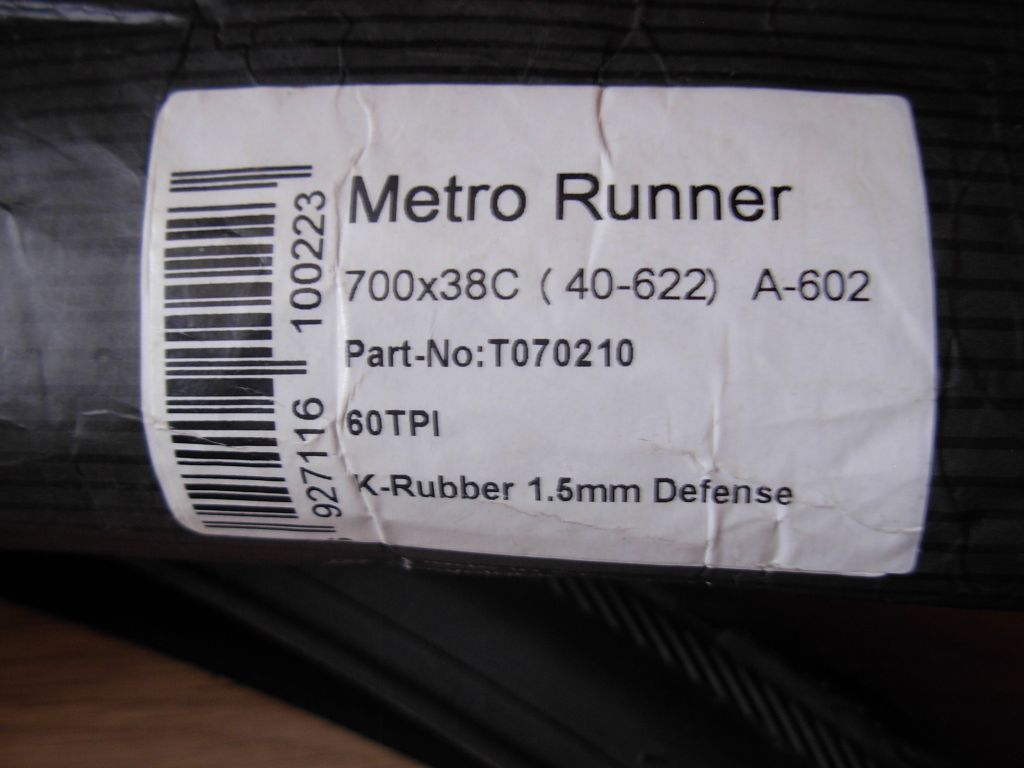 Metro Runner
700x38C ( 40-622) A-602
Part-No:T070210
60TPI
K-Rubber 1.5mm Defense
927116 100223